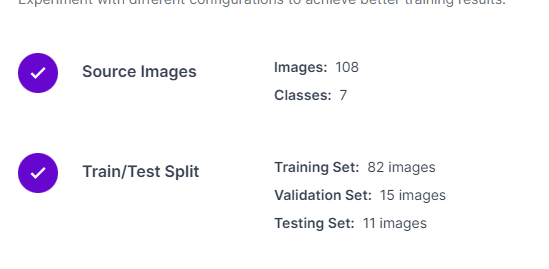 Experiment with different configurations to achieve better training results.
Source Images
Images: 108
Classes: 7
Train/Test Split
Training Set: 82 images
Validation Set: 15 images
Testing Set: 11 images